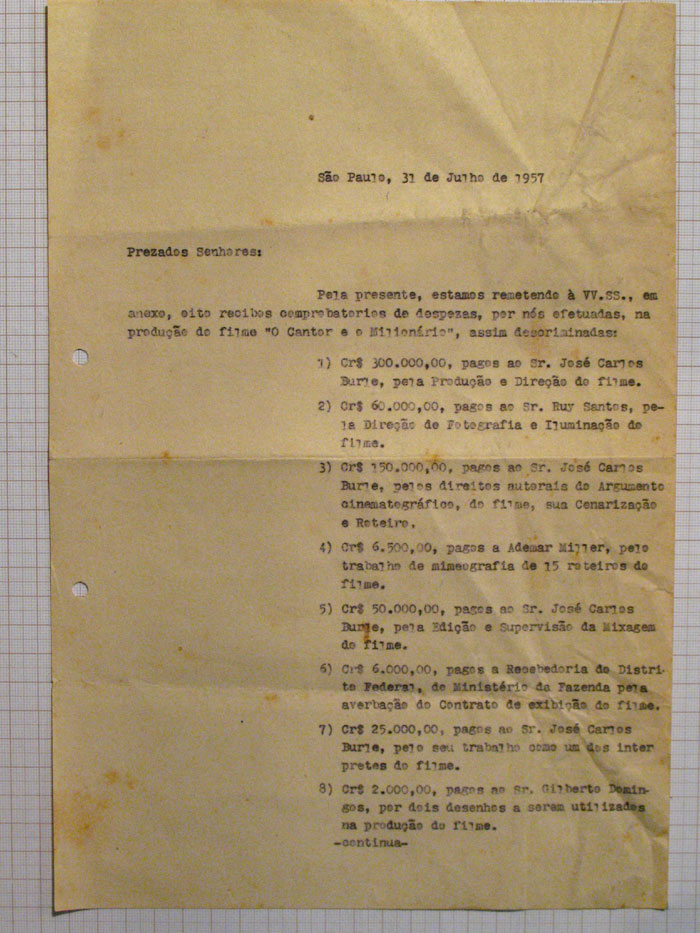 São Paulo, 31 de Julho de 1957
Prezados Senhores:
Pela presente, estamos remetendo à VV.SS., em
anexo, oito recibos comprobatorios de despezas, por nós efetuadas, na
produção do filme "O Cantor e o Milionário", assim descriminadas:
1) Cr$ 300.000,00, pagos ao Sr. José Carlos
Burle, pela Produção e Direção do filme.
2) Cr$ 60.000,00, pagos ao Sr. Ruy Santos, pe-
la Direção de Fotografia e Iluminação do
filme.
3) Cr$ 150.000,00, pagos ao Sr. José Carlos
Burle, pelos direitos autorais do Argumento
cinematográfico, do filme, sua Cenarização
e Roteiro.
4) Cr$ 6.500,00, pagos a Ademar Miller, pelo
trabalho de mimeografia de 15 roteiros do
filme.
5) Cr$ 50.000,00, pagos ao Sr. José Carlos
Burle, pela Edição e Supervisão da Mixagem
do filme.
6) Cr$ 6.000,00, pagos a Recebedoria do Distri-
to Federal, do Ministério da Fazenda pela
averbação do Contrato de exibição do filme.
7) Cr$ 25.000,00, pagos ao Sr. José Carlos
Burle, pelo seu trabalho como um dos inter
pretes do filme.
8) Cr$ 2.000,00, pagos ao Sr. Gilberto Domin-
gos, por dois desenhos a serem utilizados
na produção do filme.
-continua-